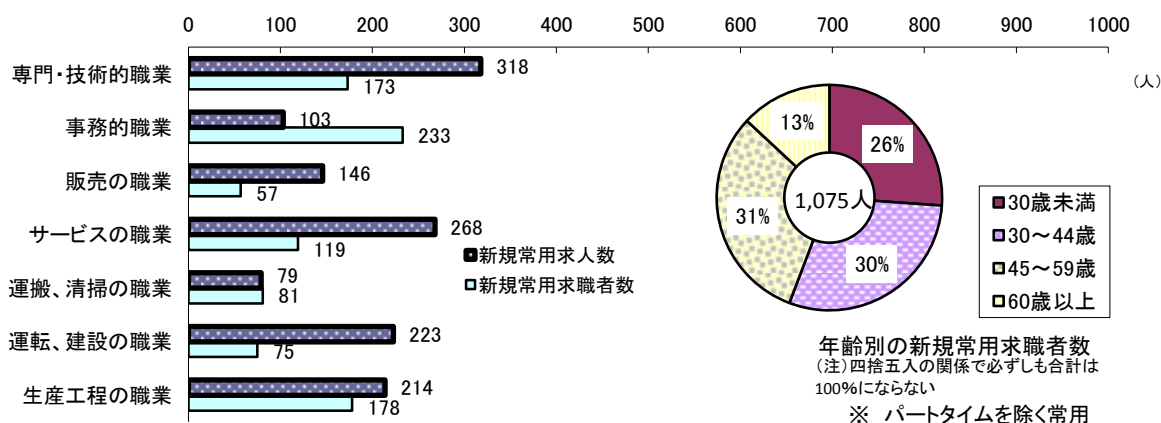 0 100 200 300 400 500 600 700 800 900 1000
(人)
専門・技術的職業
318
173
事務的職業
103
233
販売の職業
146
57
サービスの職業
268
119
運搬、清掃の職業
79
81
運転、建設の職業
223
75
生産工程の職業
214
178
新規常用求人数
新規常用求職者数
13%
26%
1,075人
31%
30%
30歳未満
30～44歳
45～59歳
60歳以上
年齢別の新規常用求職者数
(注)四捨五入の関係で必ずしも合計は
100%にならない
※ パートタイムを除く常用